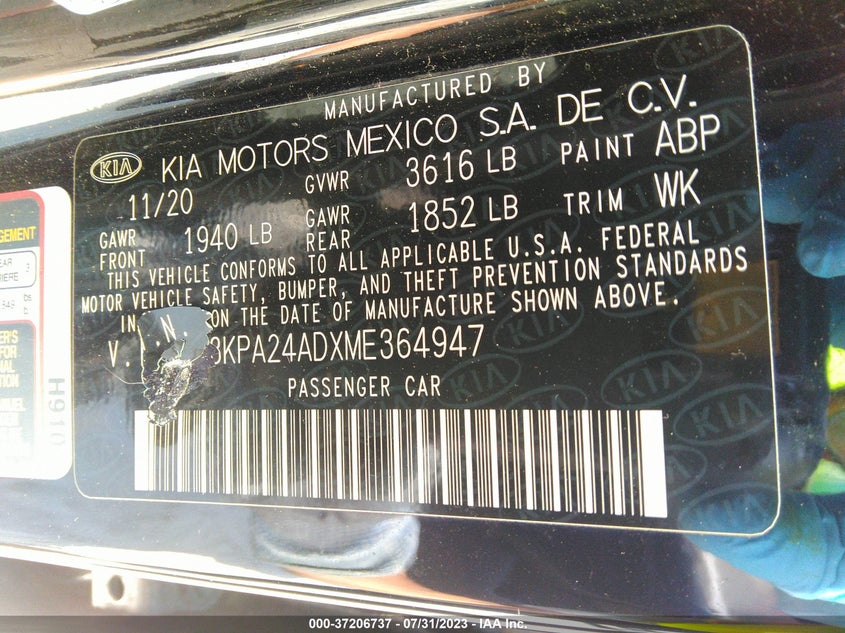 MANUFACTURED BY
KIA KIA MOTORS MEXICO S.A. DE C.V.
11/20 GVWR 3616 LB PAINT ABP
GAWR FRONT 1940 LB GAWR REAR 1852 LB TRIM WK
THIS VEHICLE CONFORMS TO ALL APPLICABLE U.S.A. FEDERAL
MOTOR VEHICLE SAFETY, BUMPER, AND THEFT PREVENTION STANDARDS
IN ON THE DATE OF MANUFACTURE SHOWN ABOVE.
V.I.N. 3KPA24ADXME364947
PASSENGER CAR
H910
000-37206737 - 07/31/2023 - IAA Inc.